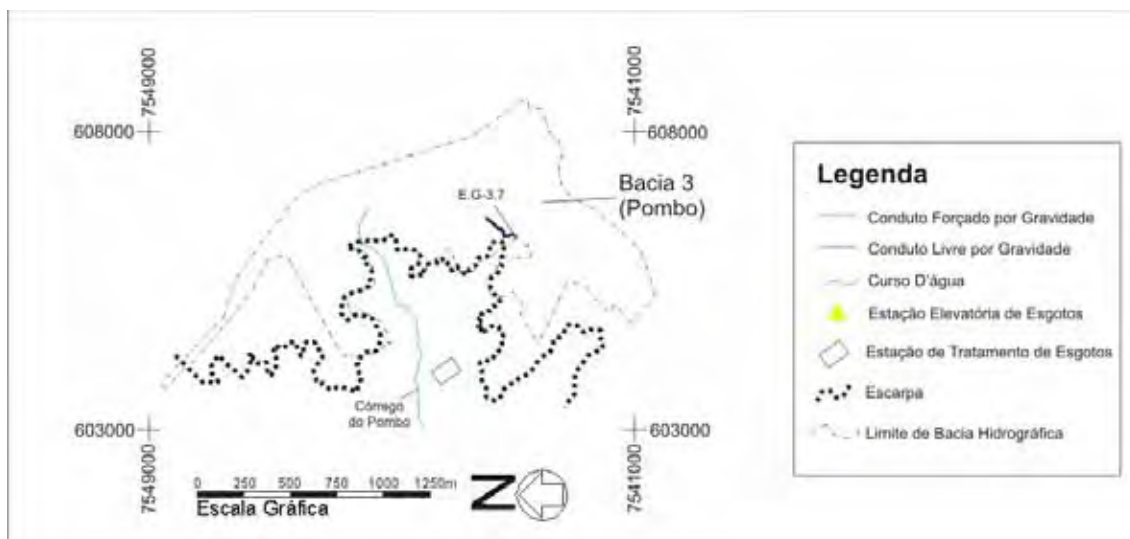 7549000
7541000
608000
608000
E.G-3.7
Bacia 3
(Pombo)
Córrego
do Pombo
603000
603000
7549000
7541000
0 250 500 750 1000 1250m
Escala Gráfica
N
Legenda
Conduto Forçado por Gravidade
Conduto Livre por Gravidade
Curso D'água
Estação Elevatória de Esgotos
Estação de Tratamento de Esgotos
Escarpa
Limite de Bacia Hidrográfica